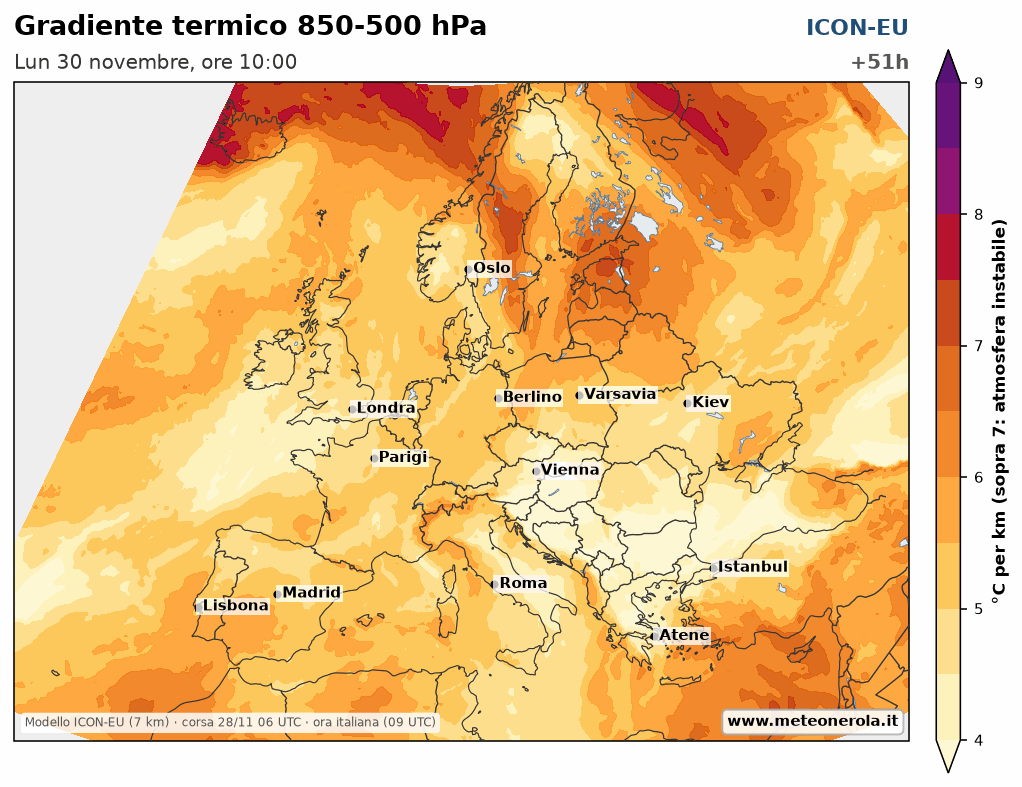 Gradiente termico 850-500 hPa
ICON-EU
Lun 30 novembre, ore 10:00
+51h
Oslo
Berlino
Varsavia
Kiev
Londra
Parigi
Vienna
Istanbul
Roma
Madrid
Lisbona
Atene
Modello ICON-EU (7 km) · corsa 28/11 06 UTC · ora italiana (09 UTC)
www.meteonerola.it
9
8
7
6
5
4
°C per km (sopra 7: atmosfera instabile)